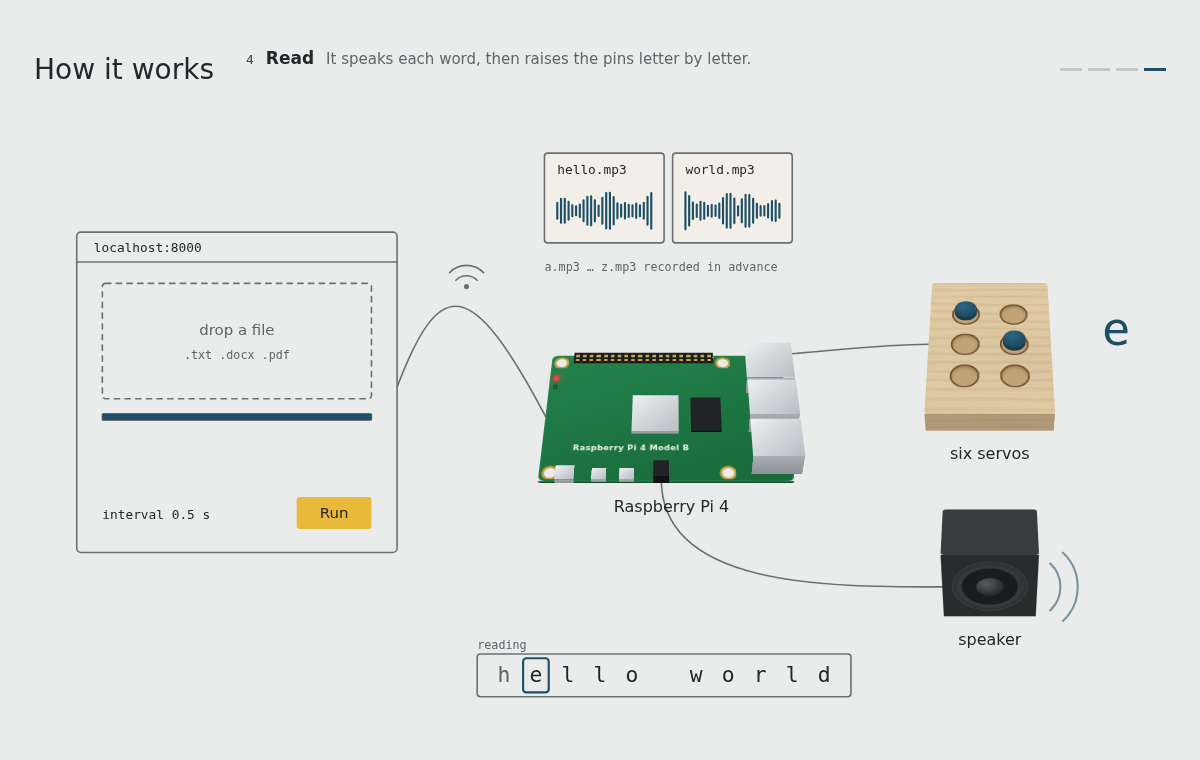 How it works
4 Read It speaks each word, then raises the pins letter by letter.
hello.mp3
world.mp3
a.mp3 … z.mp3 recorded in advance
localhost:8000
drop a file
.txt .docx .pdf
interval 0.5 s
Run
Raspberry Pi 4 Model B
Raspberry Pi 4
e
six servos
speaker
reading
hello world